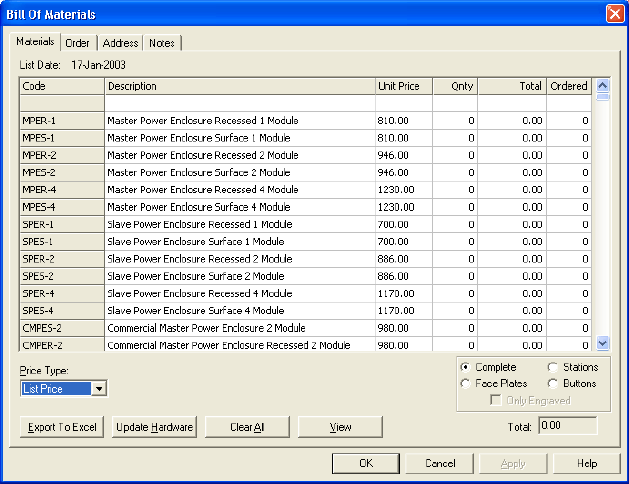 Bill Of Materials
Materials Order Address Notes
List Date: 17-Jan-2003
Code Description Unit Price Qnty Total Ordered
MPER-1 Master Power Enclosure Recessed 1 Module 810.00 0 0.00 0
MPES-1 Master Power Enclosure Surface 1 Module 810.00 0 0.00 0
MPER-2 Master Power Enclosure Recessed 2 Module 946.00 0 0.00 0
MPES-2 Master Power Enclosure Surface 2 Module 946.00 0 0.00 0
MPER-4 Master Power Enclosure Recessed 4 Module 1230.00 0 0.00 0
MPES-4 Master Power Enclosure Surface 4 Module 1230.00 0 0.00 0
SPER-1 Slave Power Enclosure Recessed 1 Module 700.00 0 0.00 0
SPES-1 Slave Power Enclosure Surface 1 Module 700.00 0 0.00 0
SPER-2 Slave Power Enclosure Recessed 2 Module 886.00 0 0.00 0
SPES-2 Slave Power Enclosure Surface 2 Module 886.00 0 0.00 0
SPER-4 Slave Power Enclosure Recessed 4 Module 1170.00 0 0.00 0
SPES-4 Slave Power Enclosure Surface 4 Module 1170.00 0 0.00 0
CMPES-2 Commercial Master Power Enclosure 2 Module 980.00 0 0.00 0
CMPER-2 Commercial Master Power Enclosure Recessed 2 Module 980.00 0 0.00 0
Price Type:
List Price
Complete Stations
Face Plates Buttons
Only Engraved
Export To Excel Update Hardware Clear All View Total: 0.00
OK Cancel Apply Help